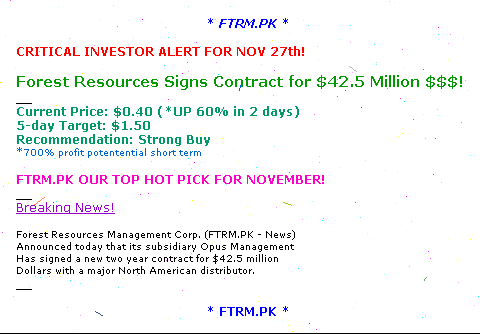 * FTRM.PK *
CRITICAL INVESTOR ALERT FOR NOV 27th!
Forest Resources Signs Contract for $42.5 Million $$$!
Current Price: $0.40 (*UP 60% in 2 days)
5-day Target: $1.50
Recommendation: Strong Buy
*700% profit potentential short term
FTRM.PK OUR TOP HOT PICK FOR NOVEMBER!
Breaking News!
Forest Resources Management Corp. (FTRM.PK - News)
Announced today that its subsidiary Opus Management
Has signed a new two year contract for $42.5 million
Dollars with a major North American distributor.
* FTRM.PK *